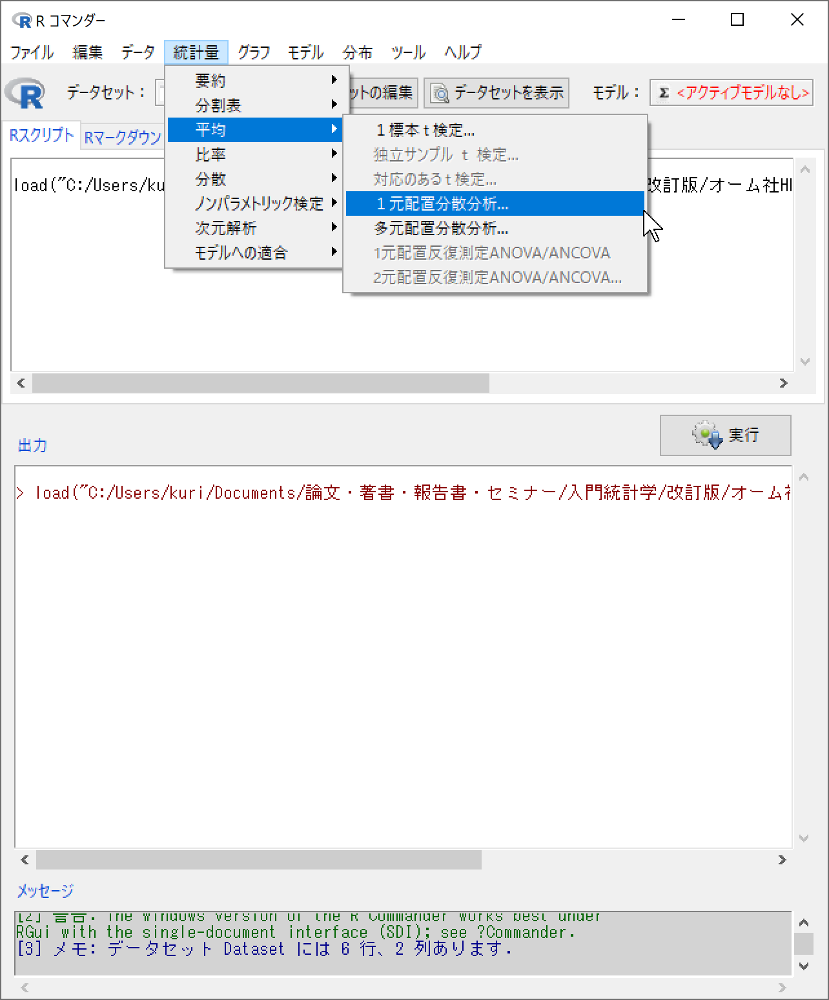 R コマンダー
ファイル 編集 データ 統計量 グラフ モデル 分布 ツール ヘルプ
データセット： ットの編集 データセットを表示 モデル： Σ <アクティブモデルなし>
Rスクリプト Rマークダウン
load("C:/Users/ku 改訂版/オーム社H
要約
分割表
平均
比率
分散
ノンパラメトリック検定
次元解析
モデルへの適合
1 標本 t 検定...
独立サンプル t 検定...
対応のある t 検定...
1 元配置分散分析...
多元配置分散分析...
1元配置反復測定ANOVA/ANCOVA
2元配置反復測定ANOVA/ANCOVA...
実行
出力
> load("C:/Users/kuri/Documents/論文・著書・報告書・セミナー/入門統計学/改訂版/オーム社
メッセージ
[2] 警告: The Windows version of the R Commander works best under
RGui with the single-document interface (SDI); see ?Commander.
[3] メモ: データセット Dataset には 6 行、2 列あります.